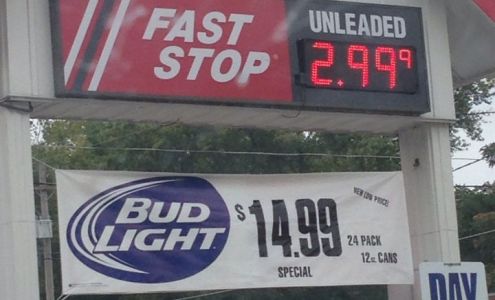 FAST
STOP
UNLEADED
2.99 9
BUD
LIGHT
NEW LOW PRICE!
$14.99
24 PACK
12oz. CANS
SPECIAL
DAY